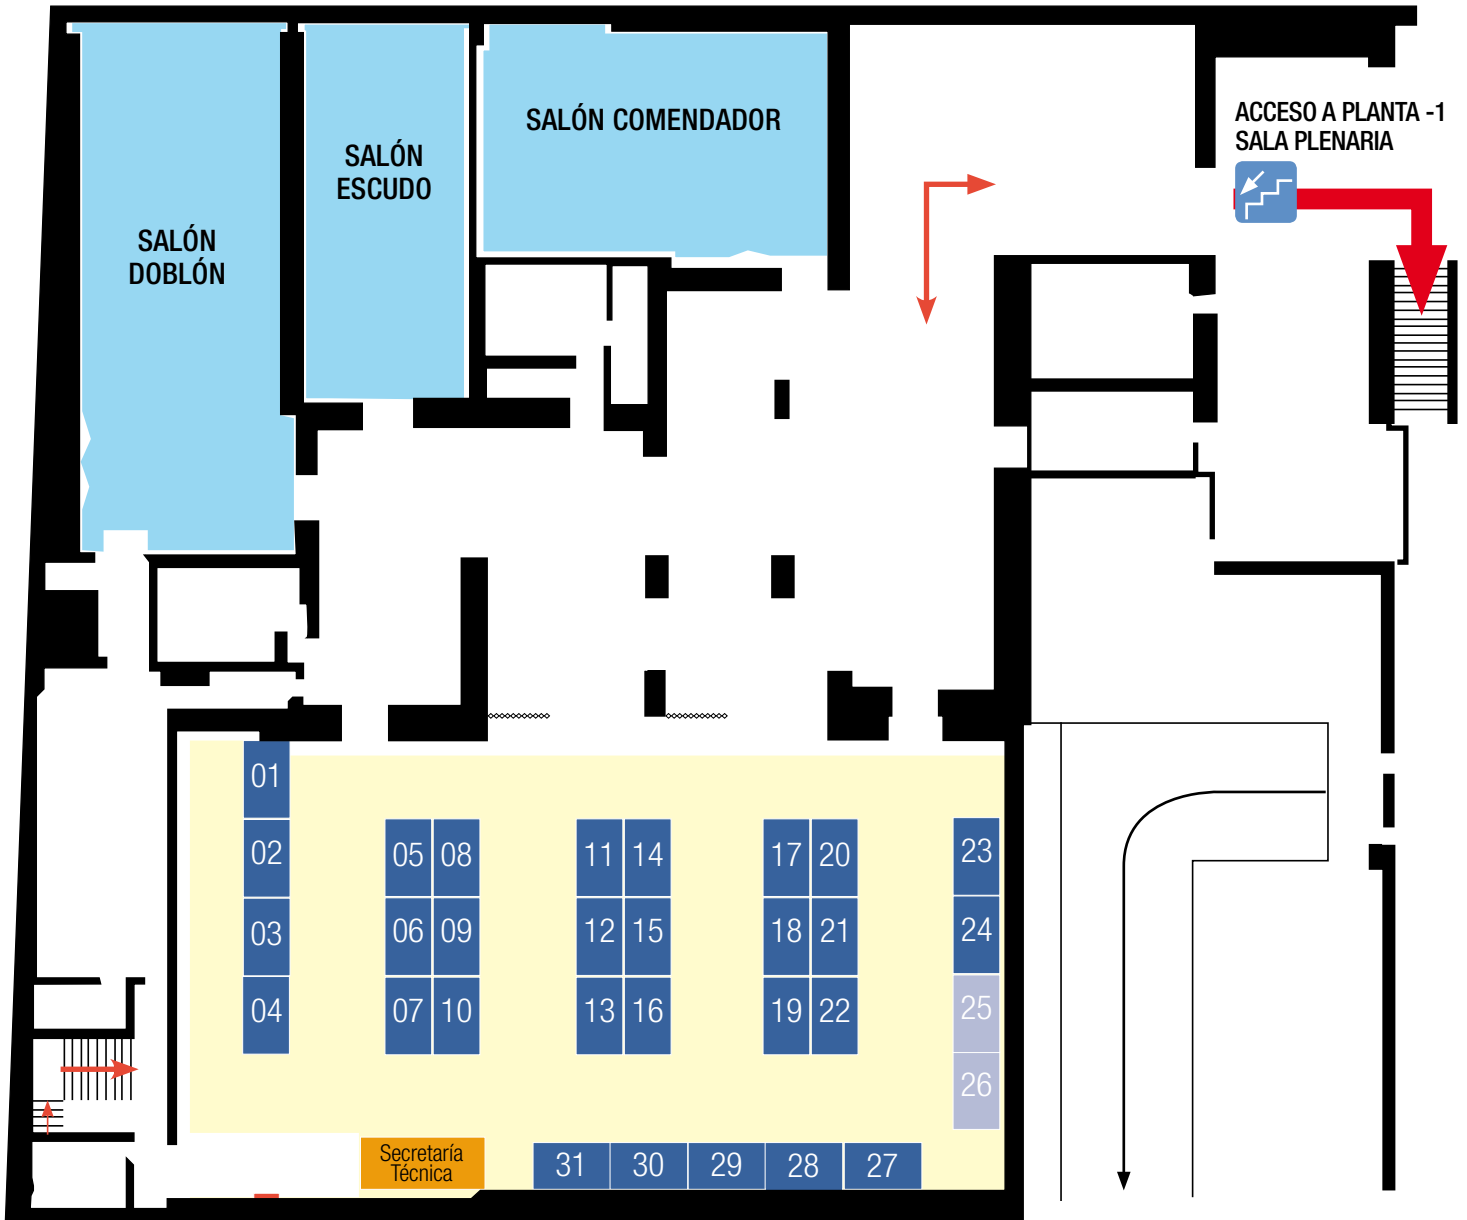 SALÓN COMENDADOR
ACCESO A PLANTA -1
SALA PLENARIA
SALÓN
ESCUDO
SALÓN
DOBLÓN
01
02
03
04
05 08
06 09
07 10
11 14
12 15
13 16
17 20
18 21
19 22
23
24
25
26
Secretaría
Técnica
31 30 29 28 27